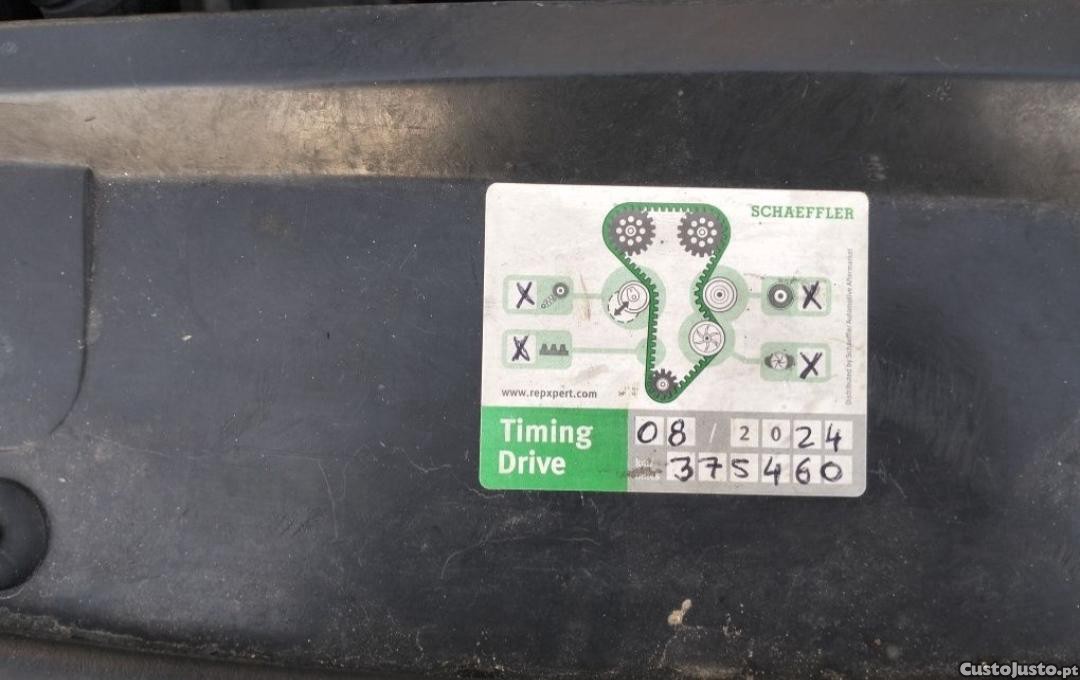 SCHAEFFLER
X
X
X
X
Distributed by Schaeffler Automotive Aftermarket
www.repxpert.com
Timing
Drive
08 / 2024
375460
CustoJusto.pt